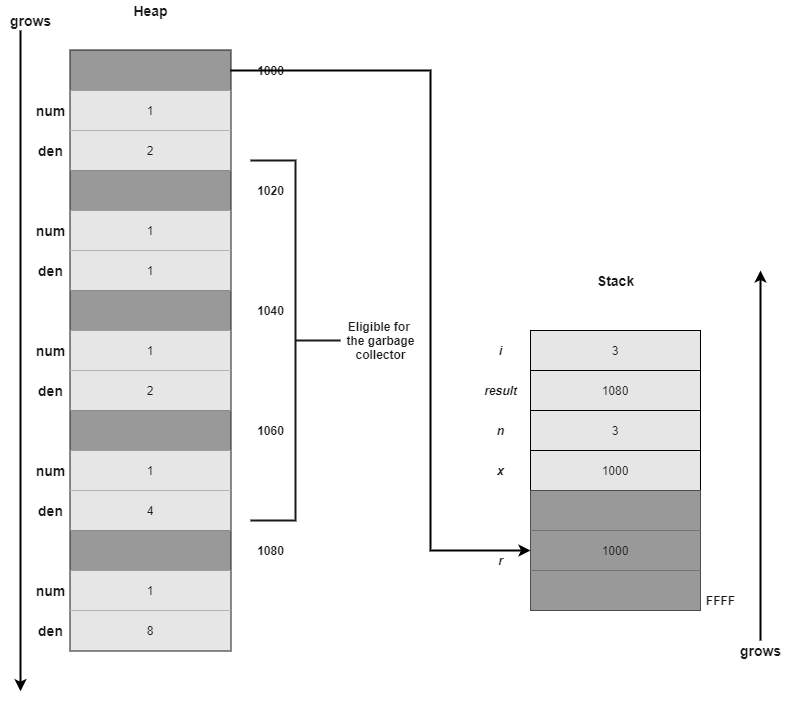 Heap
grows
1000
num 1
den 2
1020
num 1
den 1
1040
num 1
den 2
1060
num 1
den 4
1080
num 1
den 8
Eligible for
the garbage
collector
Stack
i 3
result 1080
n 3
x 1000
r 1000
FFFF
grows